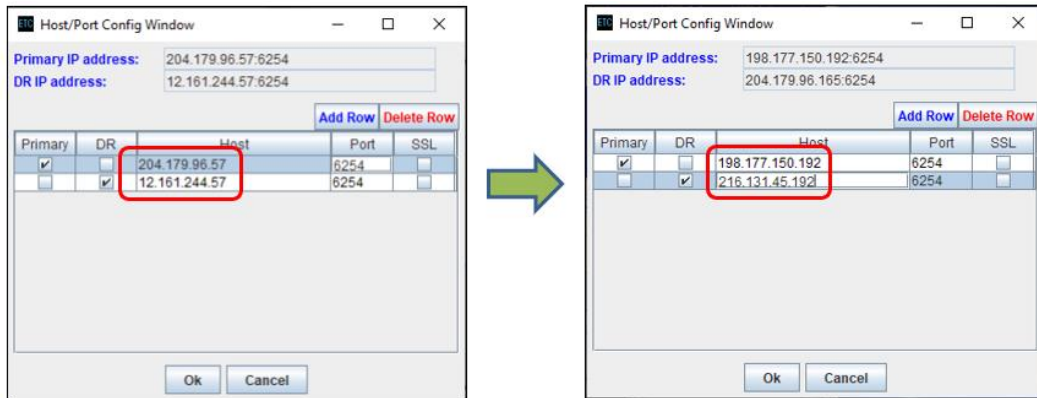 ETC Host/Port Config Window
Primary IP address: 204.179.96.57:6254
DR IP address: 12.161.244.57:6254
Add Row Delete Row
Primary DR Host Port SSL
204.179.96.57 6254
12.161.244.57 6254
Ok Cancel
ETC Host/Port Config Window
Primary IP address: 198.177.150.192:6254
DR IP address: 204.179.96.165:6254
Add Row Delete Row
Primary DR Host Port SSL
198.177.150.192 6254
216.131.45.192 6254
Ok Cancel